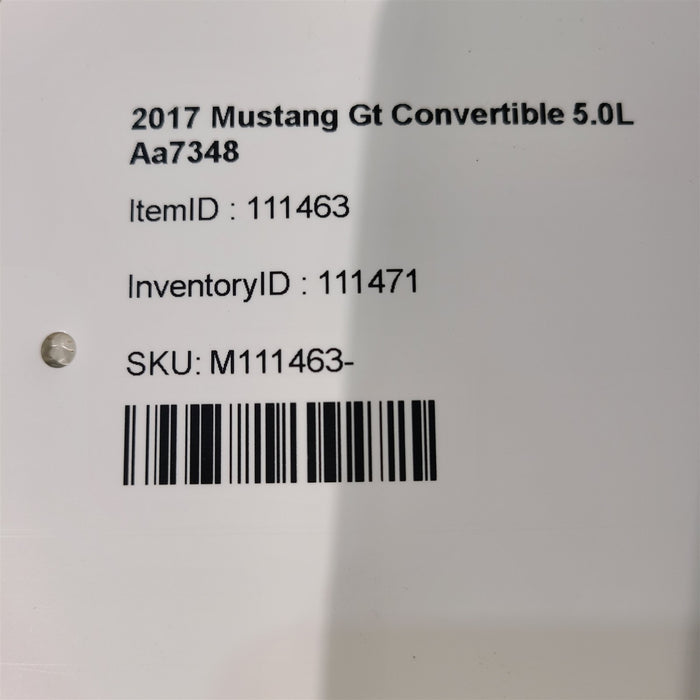 2017 Mustang Gt Convertible 5.0L
Aa7348
ItemID : 111463
InventoryID : 111471
SKU: M111463-